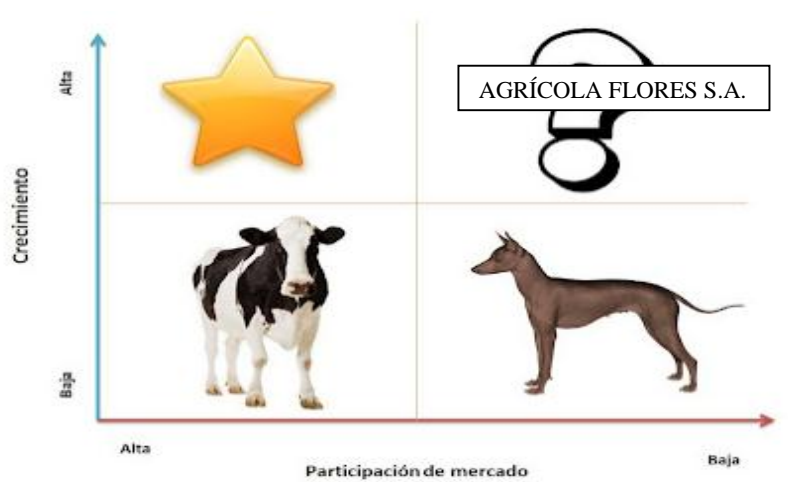 Alta
AGRÍCOLA FLORES S.A.
Crecimiento
Baja
Alta
Baja
Participación de mercado